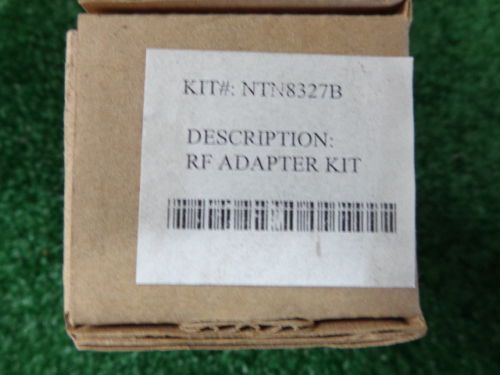 KIT#: NTN8327B
DESCRIPTION:
RF ADAPTER KIT